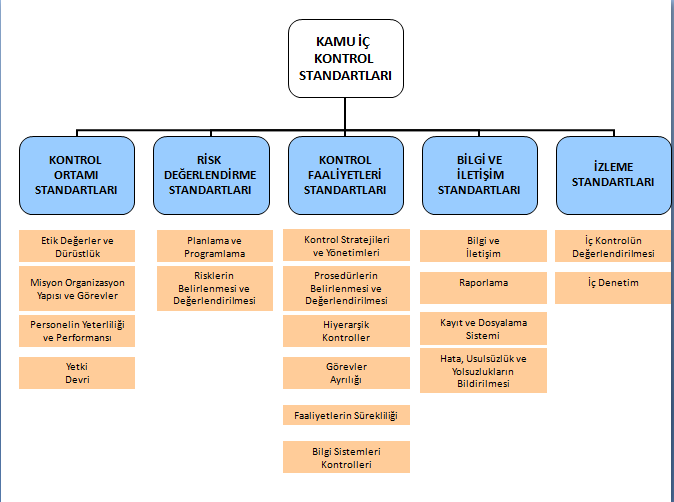 KAMU İÇ
KONTROL
STANDARTLARI
KONTROL
ORTAMI
STANDARTLARI
RİSK
DEĞERLENDİRME
STANDARTLARI
KONTROL
FAALİYETLERİ
STANDARTLARI
BİLGİ VE
İLETİŞİM
STANDARTLARI
İZLEME
STANDARTLARI
Etik Değerler ve
Dürüstlük
Misyon Organizasyon
Yapısı ve Görevler
Personelin Yeterliliği
ve Performansı
Yetki
Devri
Planlama ve
Programlama
Risklerin
Belirlenmesi ve
Değerlendirilmesi
Kontrol Stratejileri
ve Yönetimleri
Prosedürlerin
Belirlenmesi ve
Değerlendirilmesi
Hiyerarşik
Kontroller
Görevler
Ayrılığı
Faaliyetlerin Sürekliliği
Bilgi Sistemleri
Kontrolleri
Bilgi ve
İletişim
Raporlama
Kayıt ve Dosyalama
Sistemi
Hata, Usulsüzlük ve
Yolsuzlukların
Bildirilmesi
İç Kontrolün
Değerlendirilmesi
İç Denetim